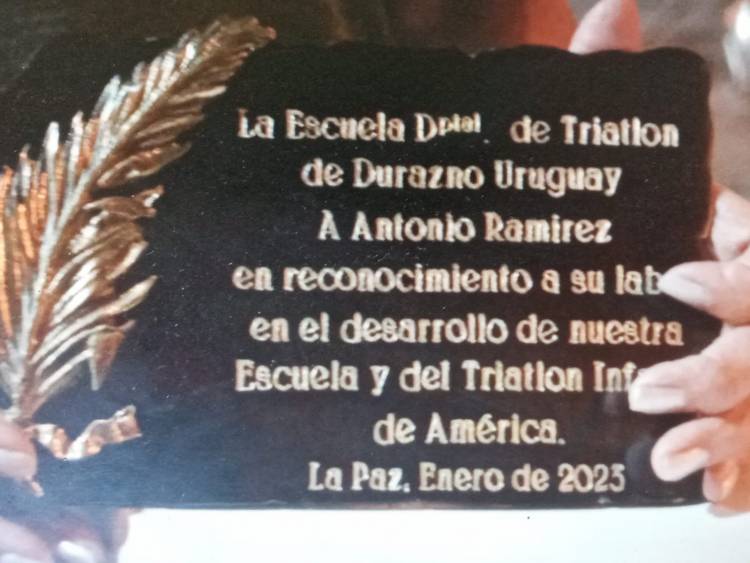 La Escuela Dptal. de Triatlon
de Durazno Uruguay
A Antonio Ramirez
en reconocimiento a su lab
en el desarrollo de nuestra
Escuela y del Triatlon Inf
de América.
La Paz. Enero de 2023